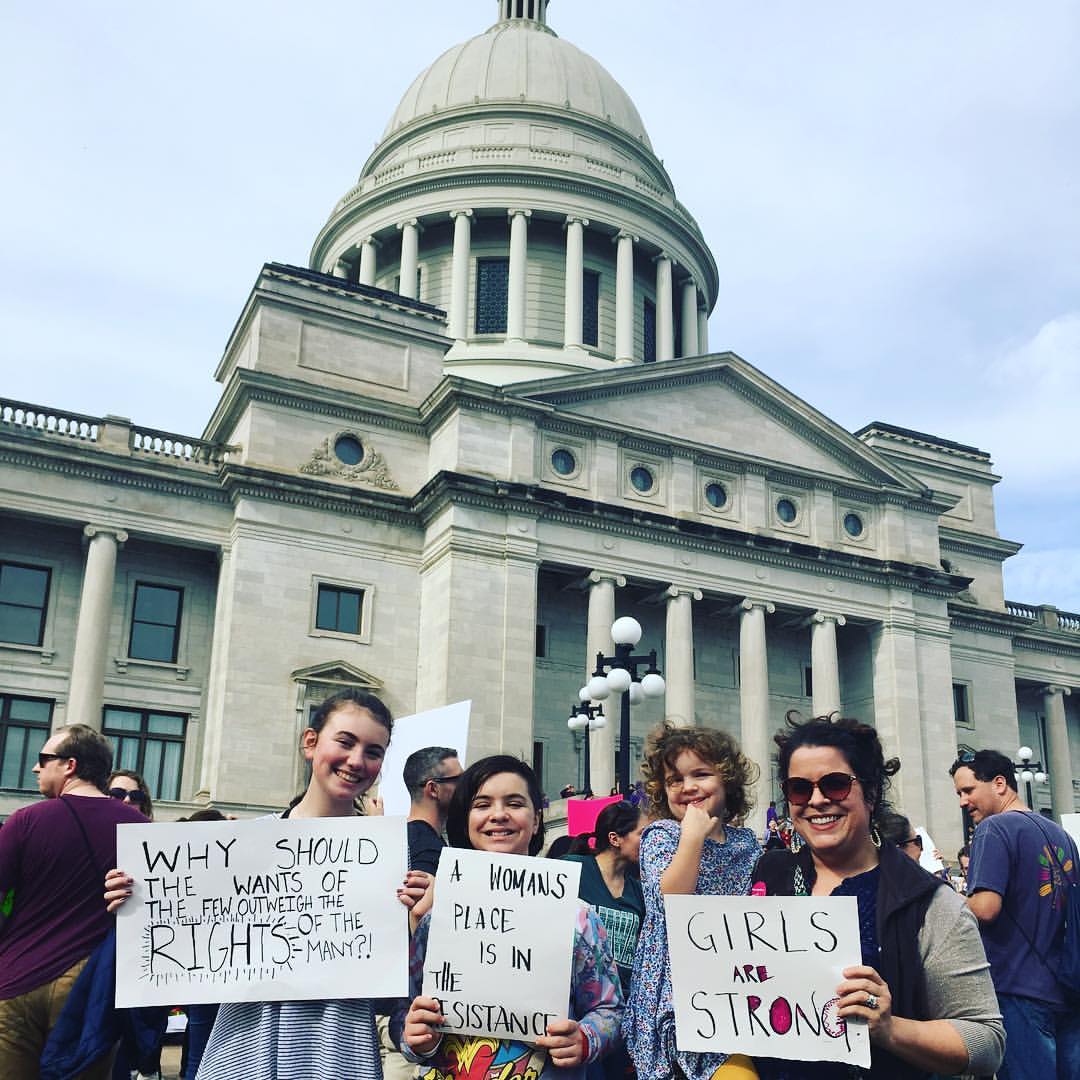 WHY SHOULD
THE WANTS OF
THE FEW OUTWEIGH THE
RIGHTS OF THE
MANY?!
A WOMANS
PLACE
IS IN
THE
RESISTANCE
GIRLS
ARE
STRONG